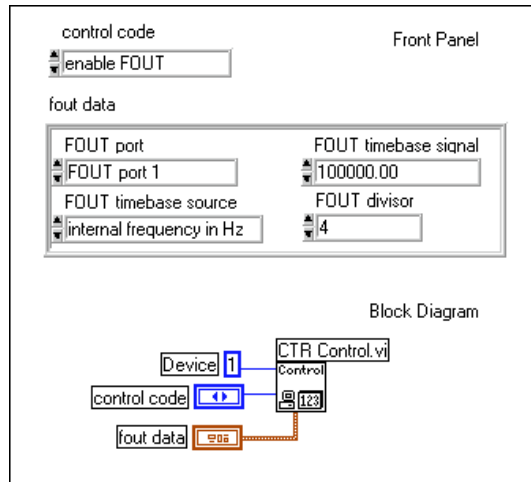 control code
Front Panel
enable FOUT
fout data
FOUT port
FOUT timebase signal
FOUT port 1
100000.00
FOUT timebase source
FOUT divisor
internal frequency in Hz
4
Block Diagram
CTR Control.vi
Device 1
Control
control code
123
fout data